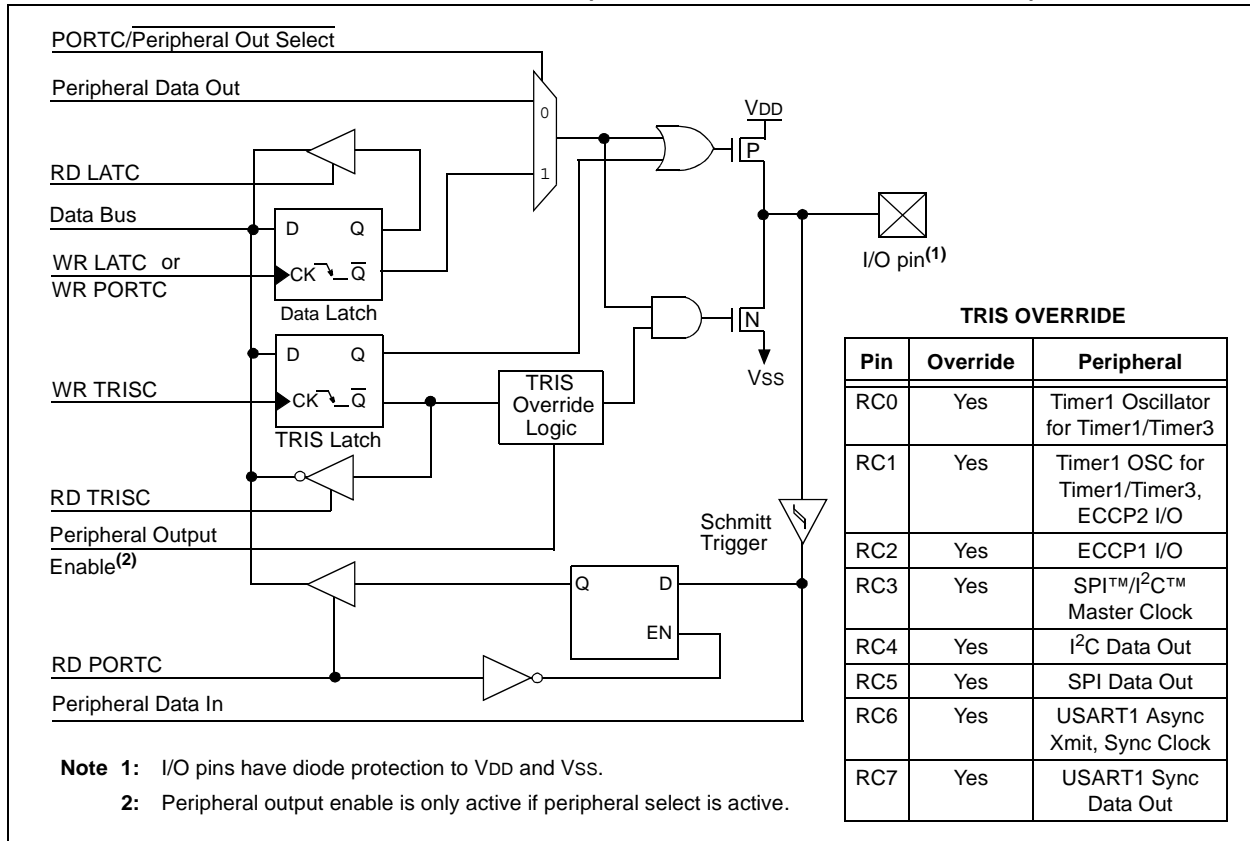 PORTC/Peripheral Out Select
Peripheral Data Out
0
VDD
P
RD LATC
1
Data Bus
D Q
I/O pin(1)
WR LATC or
WR PORTC
CK Q
Data Latch
N
VSS
D Q
WR TRISC
CK Q
TRIS Latch
TRIS
Override
Logic
RD TRISC
Peripheral Output
Enable(2)
Schmitt
Trigger
Q D
EN
RD PORTC
Peripheral Data In
TRIS OVERRIDE
Pin Override Peripheral
RC0 Yes Timer1 Oscillator
for Timer1/Timer3
RC1 Yes Timer1 OSC for
Timer1/Timer3,
ECCP2 I/O
RC2 Yes ECCP1 I/O
RC3 Yes SPI™/I2C™
Master Clock
RC4 Yes I2C Data Out
RC5 Yes SPI Data Out
RC6 Yes USART1 Async
Xmit, Sync Clock
RC7 Yes USART1 Sync
Data Out
Note 1: I/O pins have diode protection to VDD and VSS.
2: Peripheral output enable is only active if peripheral select is active.